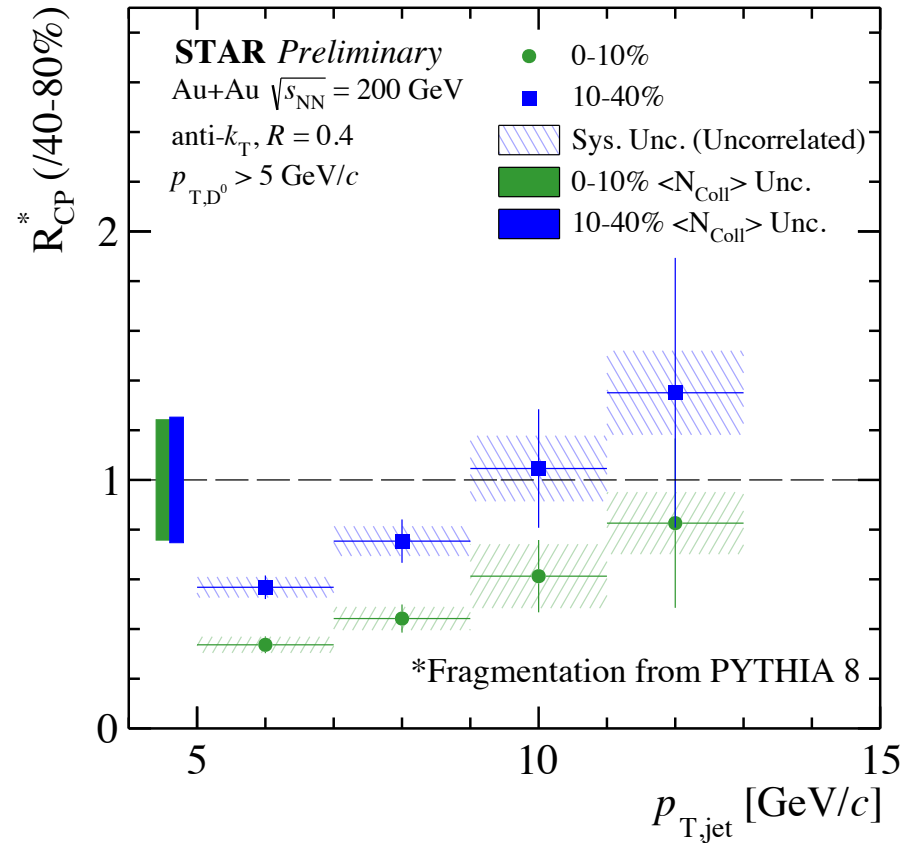 R*CP (/40-80%)
STAR Preliminary
Au+Au √sNN = 200 GeV
anti-kT, R = 0.4
pT,D0 > 5 GeV/c
0-10%
10-40%
Sys. Unc. (Uncorrelated)
0-10% <NColl> Unc.
10-40% <NColl> Unc.
2
1
0
*Fragmentation from PYTHIA 8
5
10
15
pT,jet [GeV/c]